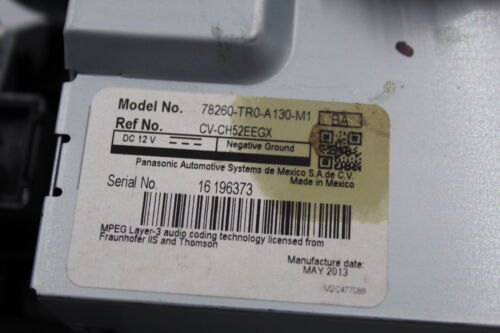 Model No. 78260-TR0-A130-M1 BA
Ref No. CV-CH52EEGX
DC 12 V Negative Ground
Panasonic Automotive Systems de Mexico S.A. de C.V.
Made in Mexico
Serial No. 16196373
MPEG Layer-3 audio coding technology licensed from
Fraunhofer IIS and Thomson
Manufacture date:
MAY 2013
M2C477088